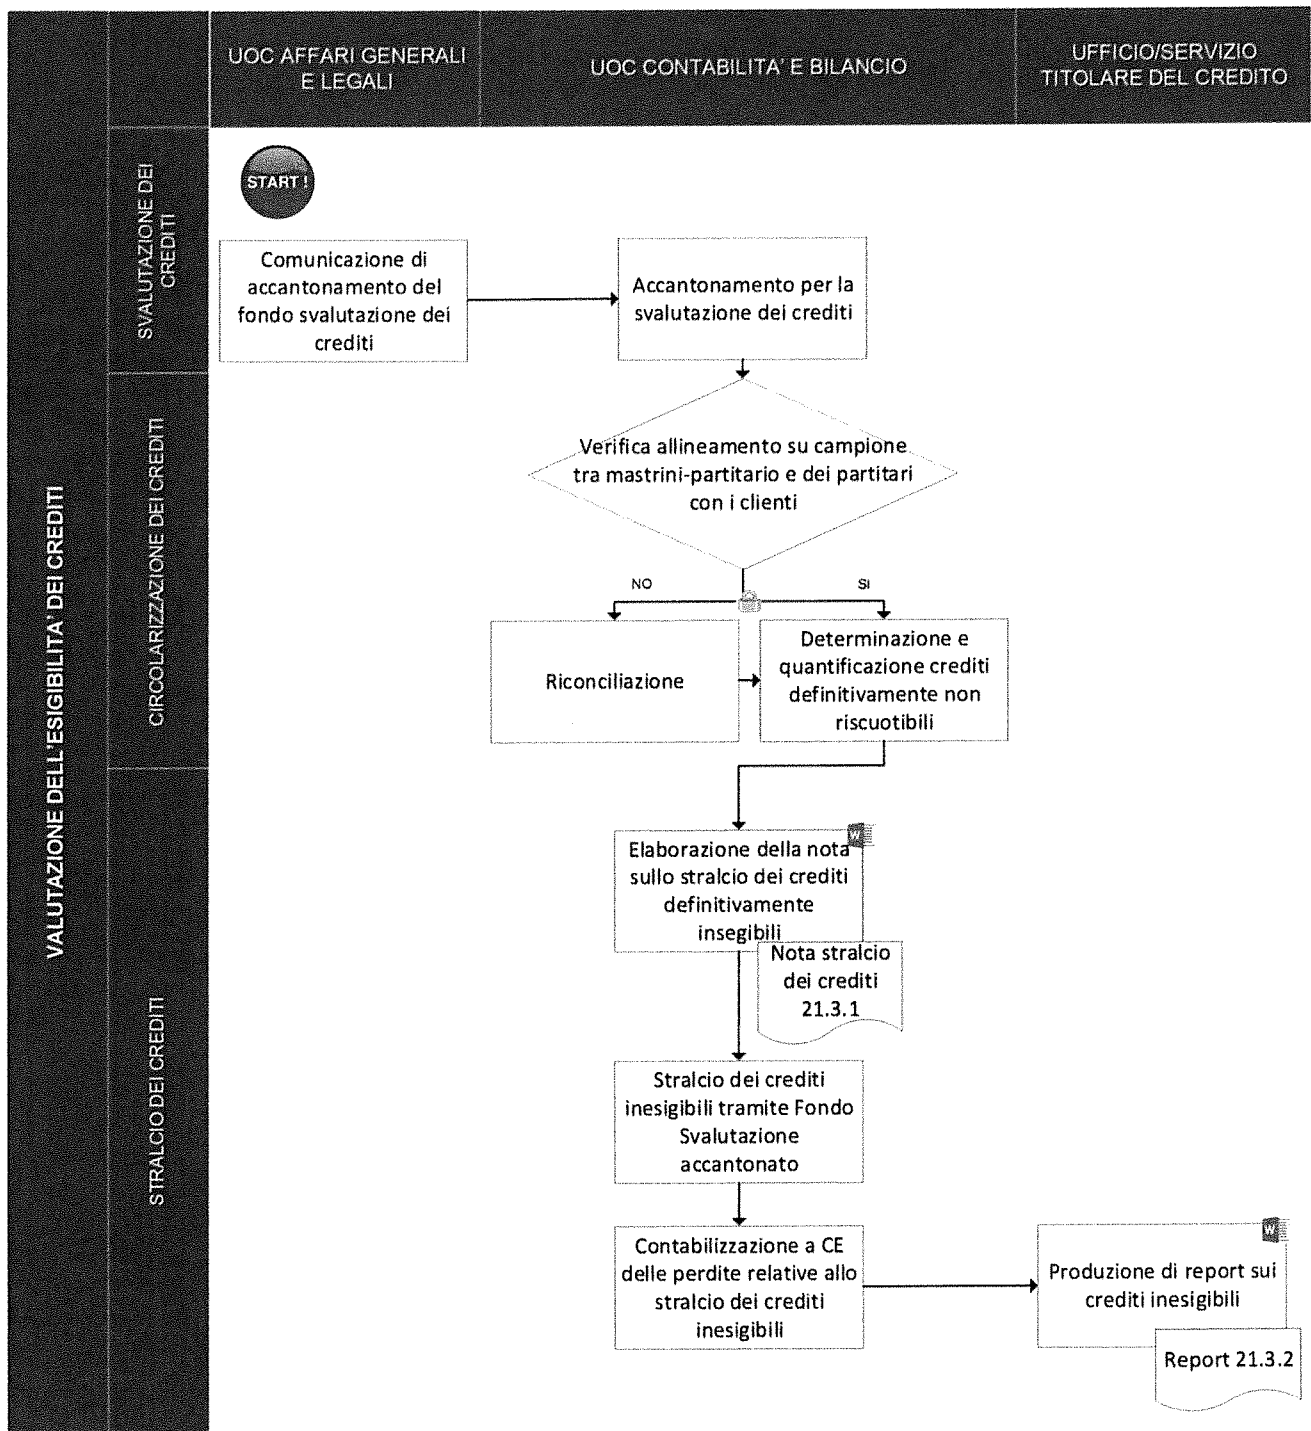 UOC AFFARI GENERALI
E LEGALI
UOC CONTABILITA' E BILANCIO
UFFICIO/SERVIZIO
TITOLARE DEL CREDITO
VALUTAZIONE DELL'ESIGIBILITA' DEI CREDITI
SVALUTAZIONE DEI
CREDITI
START !
Comunicazione di
accantonamento del
fondo svalutazione dei
crediti
Accantonamento per la
svalutazione dei crediti
CIRCOLARIZZAZIONE DEI CREDITI
Verifica allineamento su campione
tra mastrini-partitario e dei partitari
con i clienti
NO
SI
Riconciliazione
Determinazione e
quantificazione crediti
definitivamente non
riscuotibili
STRALCIO DEI CREDITI
W
Elaborazione della nota
sullo stralcio dei crediti
definitivamente
insegibili
Nota stralcio
dei crediti
21.3.1
Stralcio dei crediti
inesigibili tramite Fondo
Svalutazione
accantonato
Contabilizzazione a CE
delle perdite relative allo
stralcio dei crediti
inesigibili
W
Produzione di report sui
crediti inesigibili
Report 21.3.2